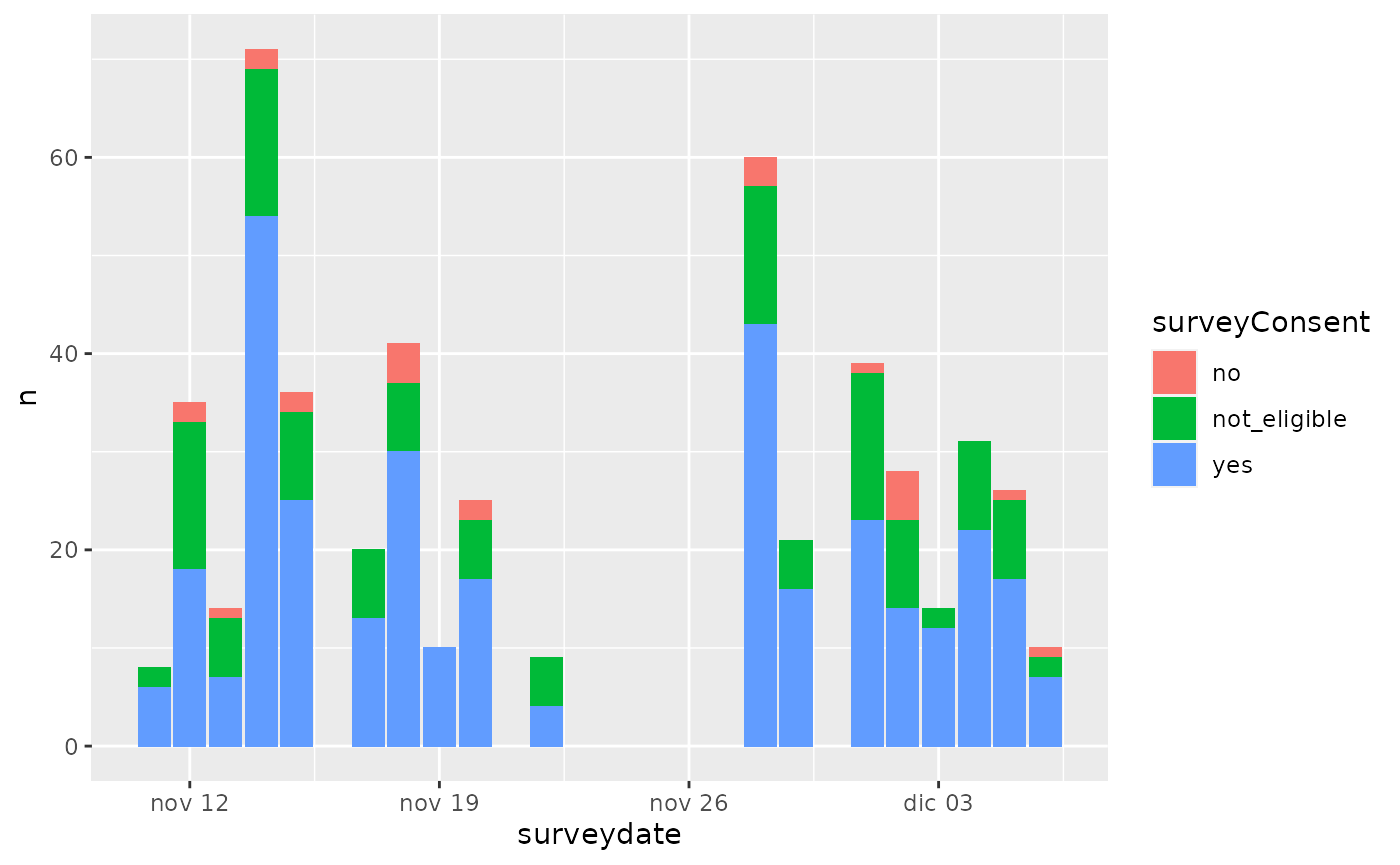 60
40
20
0
n
nov 12
nov 19
nov 26
dic 03
surveydate
surveyConsent
no
not_eligible
yes